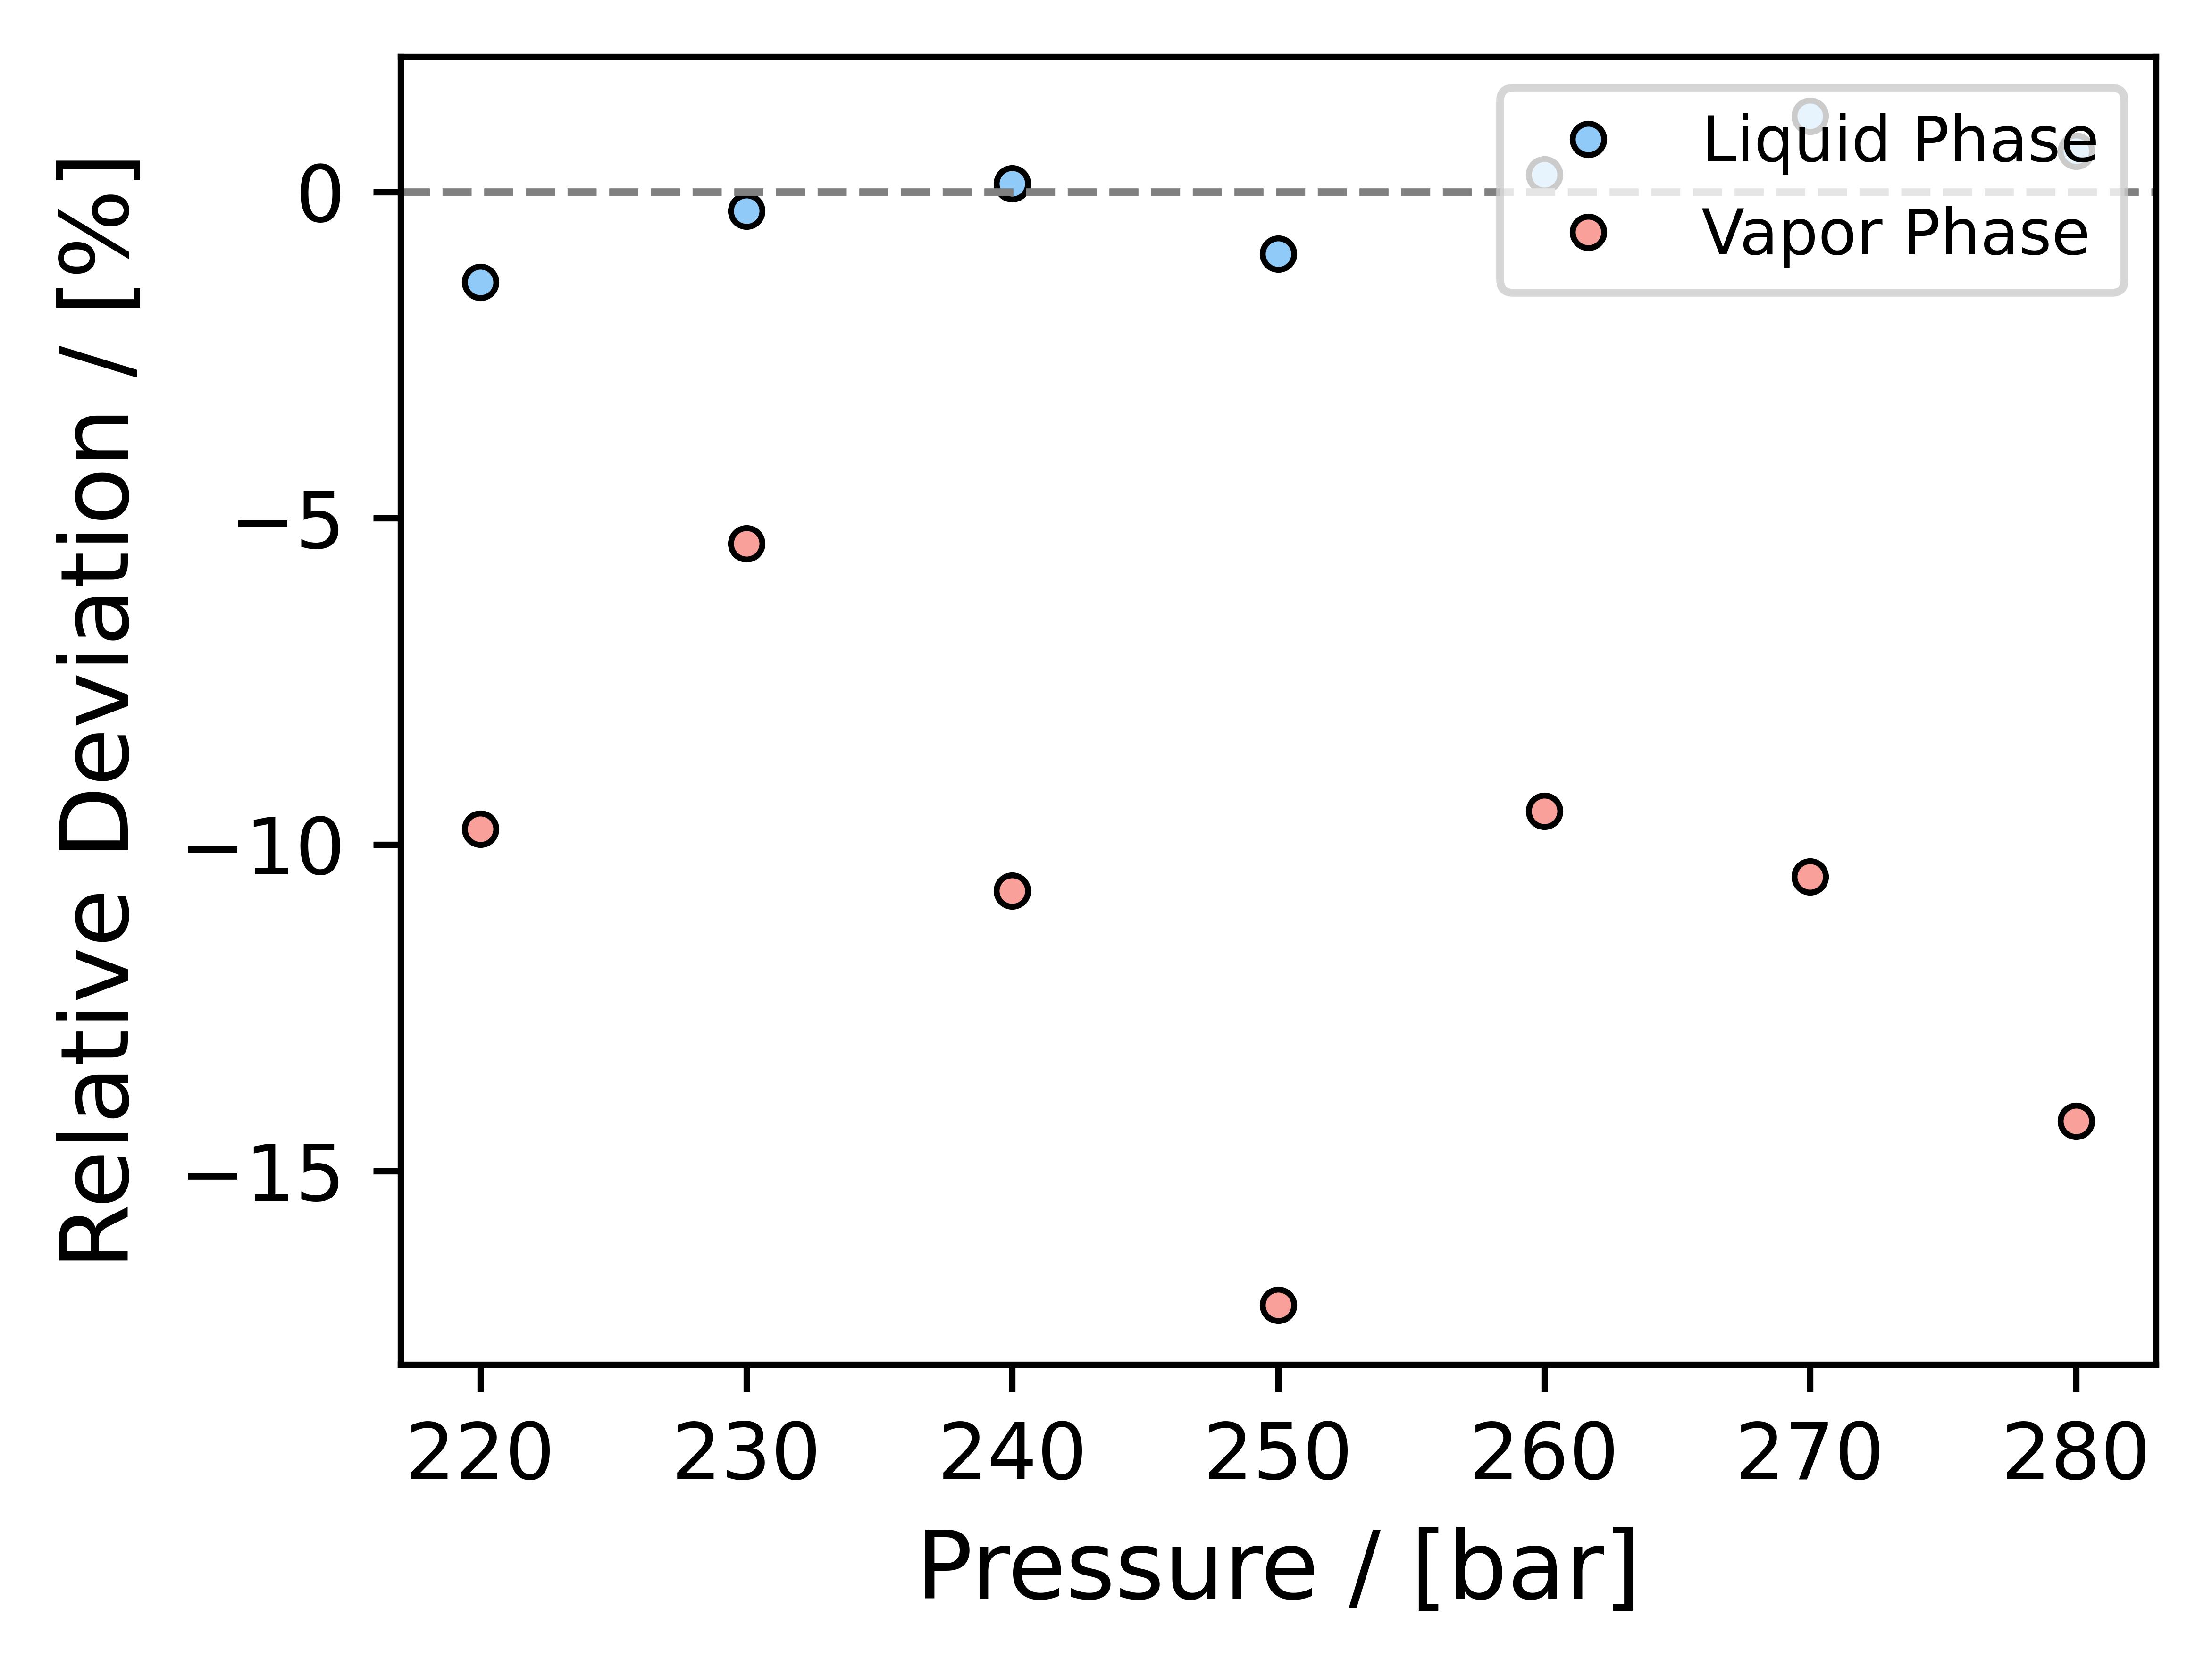 Relative Deviation / [%]
0
−5
−10
−15
Liquid Phase
Vapor Phase
220 230 240 250 260 270 280
Pressure / [bar]